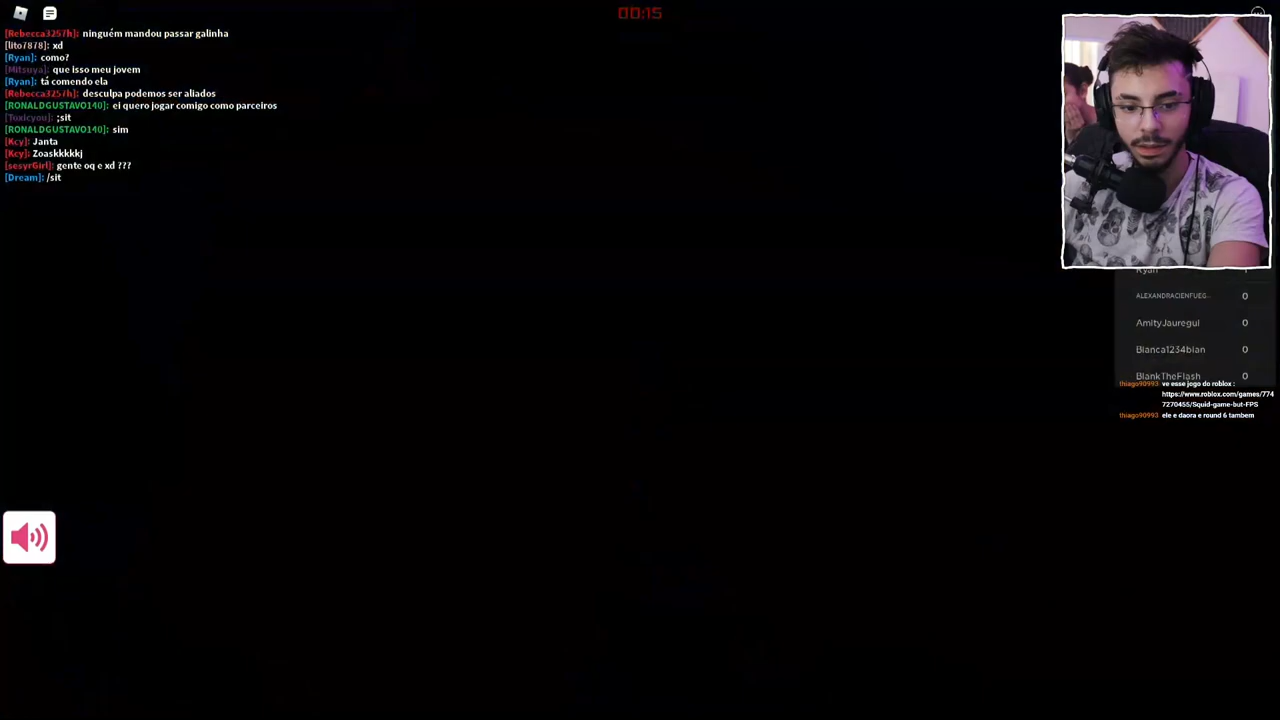 00:15
[Rebecca3257h]: ninguém mandou passar galinha
[lito7878]: xd
[Ryan]: como?
[Mitsuya]: que isso meu jovem
[Ryan]: tá comendo ela
[Rebecca3257h]: desculpa podemos ser aliados
[RONALDGUSTAVO140]: ei quero jogar comigo como parceiros
[Toxicyou]: ;sit
[RONALDGUSTAVO140]: sim
[Kcy]: Janta
[Kcy]: Zoaskkkkkj
[sesyrGirl]: gente oq e xd ???
[Dream]: /sit
Ryan
ALEXANDRACIENFUEG.. 0
AmityJauregui 0
Bianca1234bian 0
BlankTheFlash 0
thiago90993 ve esse jogo do roblox :
https://www.roblox.com/games/774
7270455/Squid-game-but-FPS
thiago90993 ele e daora e round 6 tambem